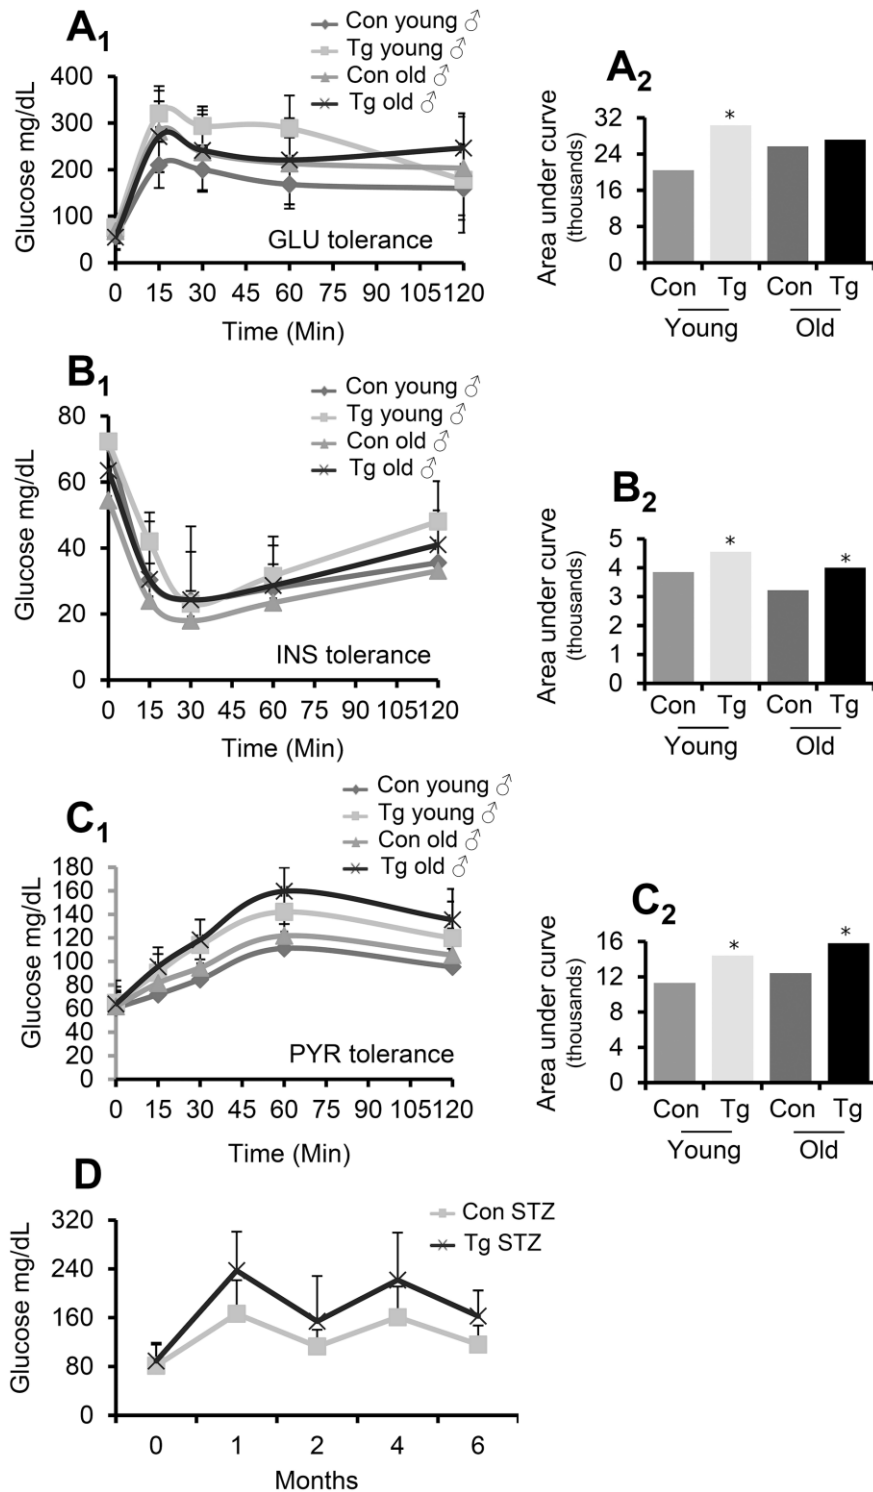 A1
Con young ♂
Tg young ♂
Con old ♂
Tg old ♂
Glucose mg/dL
400
300
200
100
0
GLU tolerance
0 15 30 45 60 75 90 105 120
Time (Min)
A2
Area under curve
(thousands)
32
24
16
8
0
*
Con Tg Con Tg
Young Old
B1
Con young ♂
Tg young ♂
Con old ♂
Tg old ♂
Glucose mg/dL
80
60
40
20
0
INS tolerance
0 15 30 45 60 75 90 105 120
Time (Min)
B2
Area under curve
(thousands)
5
4
3
2
1
0
* *
Con Tg Con Tg
Young Old
C1
Con young ♂
Tg young ♂
Con old ♂
Tg old ♂
Glucose mg/dL
180
160
140
120
100
80
60
40
20
0
PYR tolerance
0 15 30 45 60 75 90 105 120
Time (Min)
C2
Area under curve
(thousands)
16
12
8
4
0
* *
Con Tg Con Tg
Young Old
D
Con STZ
Tg STZ
Glucose mg/dL
320
240
160
80
0
0 1 2 4 6
Months